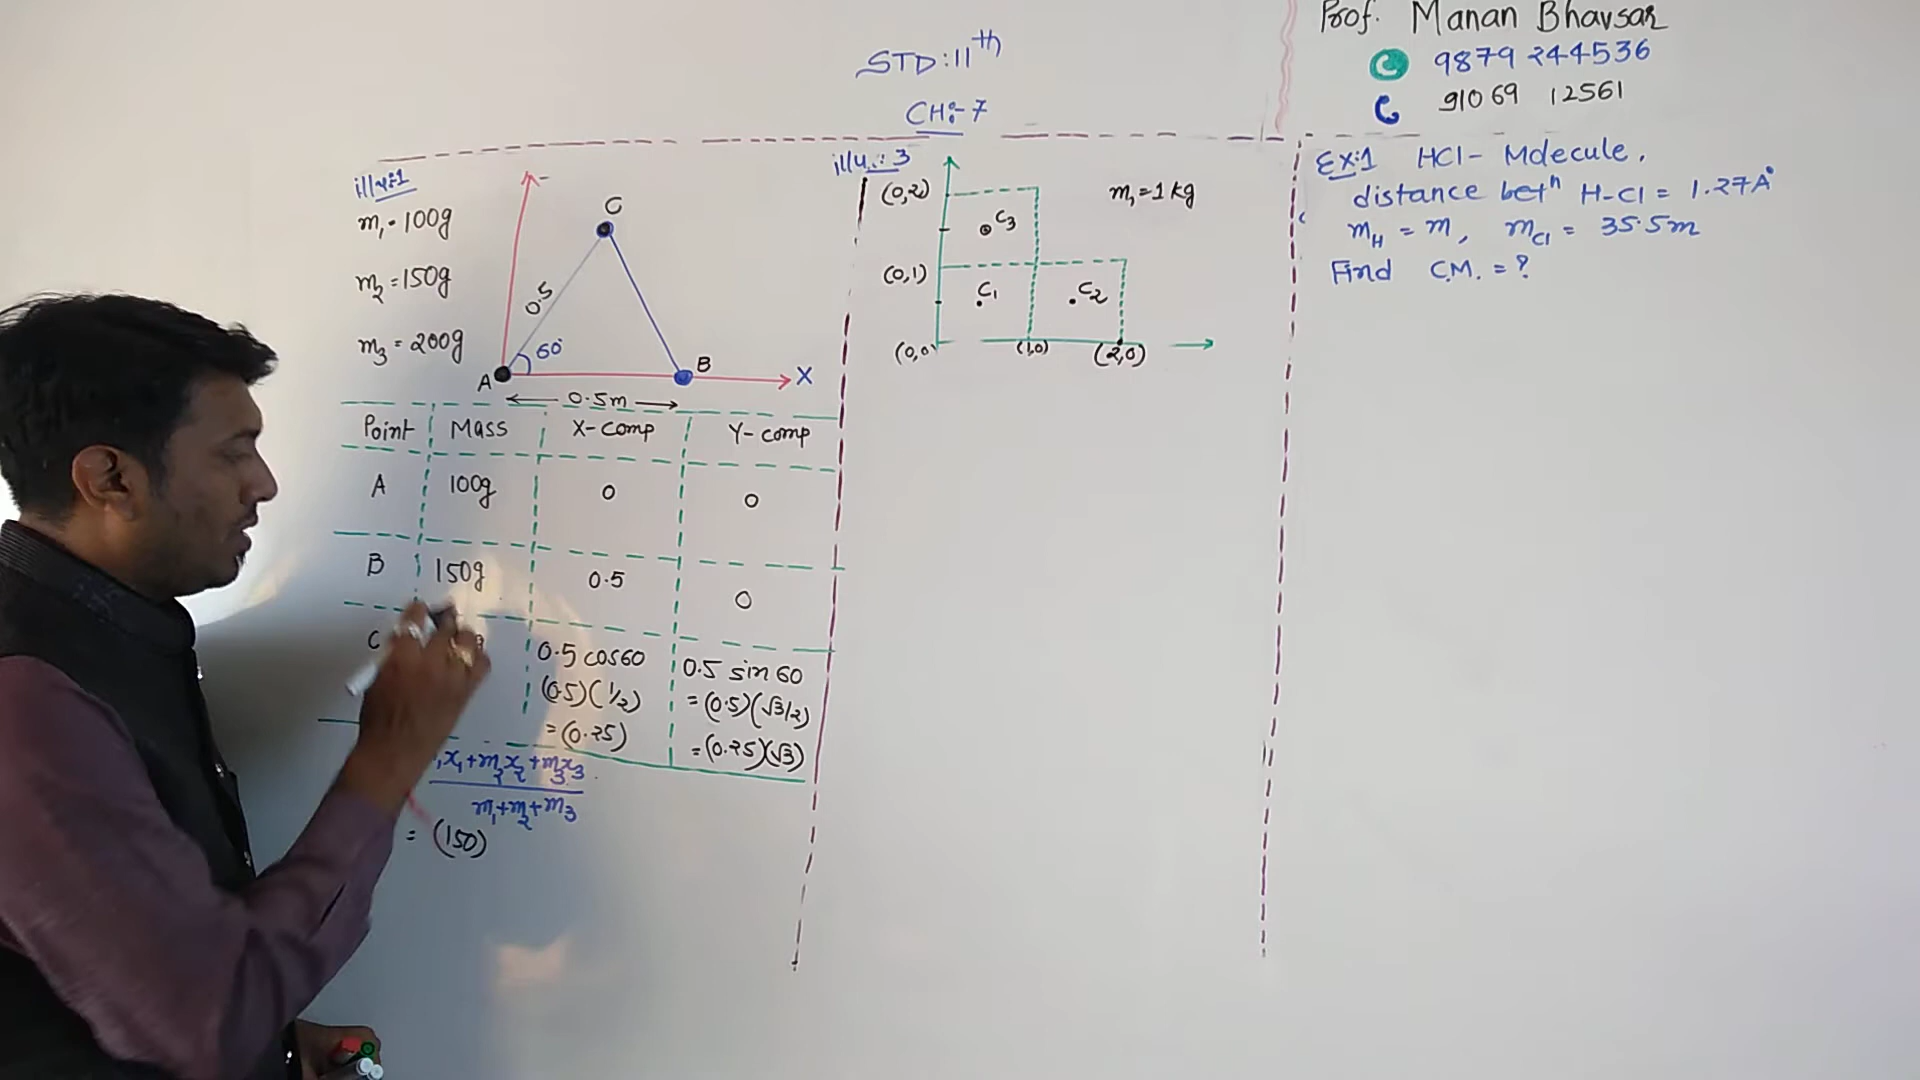 Prof. Manan Bhavsar
9879 244536
91069 12561
STD:11th
CH:-7
illu:1
m₁ = 100g
m₂ = 150g
m₃ = 200g
C
0.5
60°
A
B
X
0.5m
Point Mass X-Comp Y-comp
A 100g 0 0
B 150g 0.5 0
C 0.5 cos60 0.5 sin 60
(0.5)(1/2) = (0.5)(√3/2)
= (0.25) = (0.25)(√3)
x₁+m₂x₂+m₃x₃
m₁+m₂+m₃
= (150)
illu.: 3
(0,2)
m₁ = 1 kg
C₃
(0,1)
C₁
C₂
(0,0)
(1,0)
(2,0)
Ex:1 HCl - Molecule.
distance betⁿ H-Cl = 1.27A°
mH = m, mCl = 35.5m
Find C.M. = ?